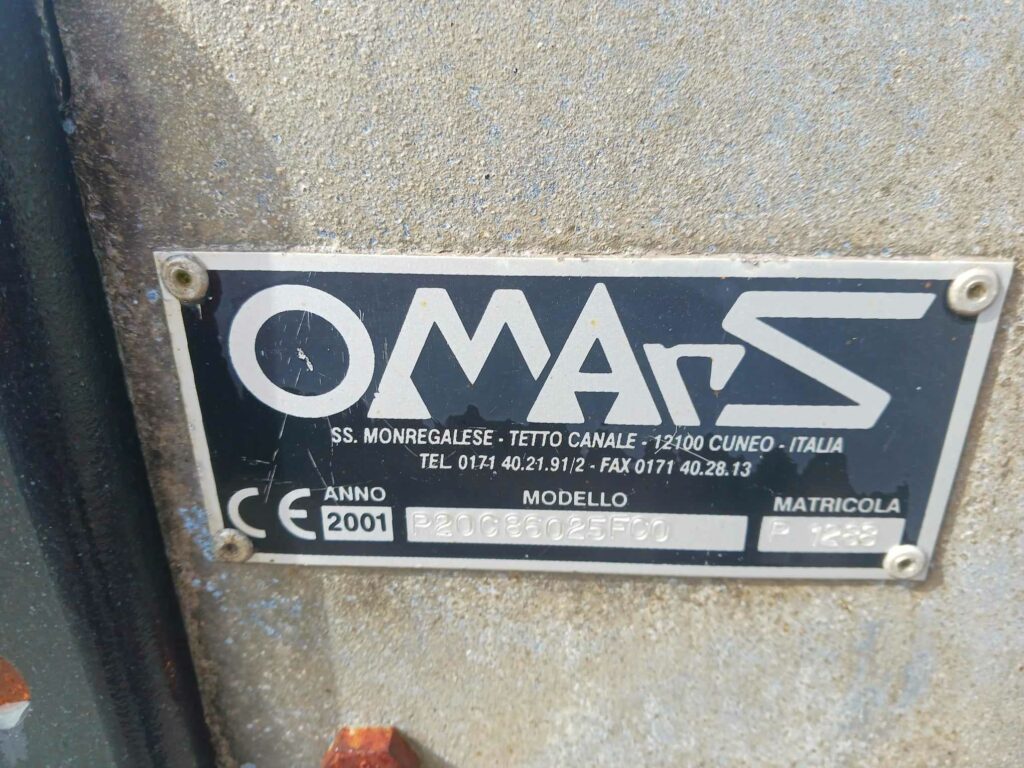 OMArS
SS. MONREGALESE - TETTO CANALE - 12100 CUNEO - ITALIA
TEL. 0171 40.21.91/2 - FAX 0171 40.28.13
CE ANNO MODELLO MATRICOLA
2001